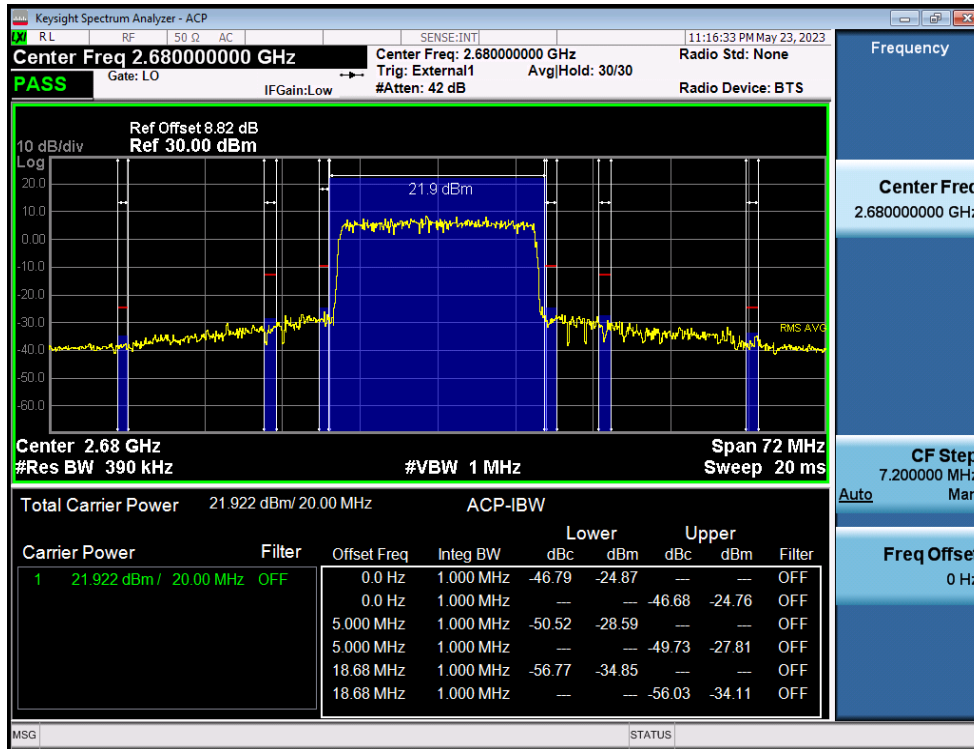 Keysight Spectrum Analyzer - ACP
LXI RL RF 50 Ω AC SENSE:INT 11:16:33 PM May 23, 2023
Center Freq 2.680000000 GHz Center Freq: 2.680000000 GHz Radio Std: None
Gate: LO Trig: External1 Avg|Hold: 30/30
PASS IFGain:Low #Atten: 42 dB Radio Device: BTS
Frequency
Ref Offset 8.82 dB
10 dB/div Ref 30.00 dBm
Log
20.0
21.9 dBm
10.0
0.00
-10.0
-20.0
-30.0
RMS AVG
-40.0
-50.0
-60.0
Center 2.68 GHz Span 72 MHz
#Res BW 390 kHz #VBW 1 MHz Sweep 20 ms
Center Freq
2.680000000 GHz
CF Step
7.200000 MHz
Auto Man
Freq Offset
0 Hz
Total Carrier Power 21.922 dBm/ 20.00 MHz ACP-IBW
Lower Upper
Carrier Power Filter Offset Freq Integ BW dBc dBm dBc dBm Filter
1 21.922 dBm / 20.00 MHz OFF 0.0 Hz 1.000 MHz -46.79 -24.87 --- --- OFF
0.0 Hz 1.000 MHz --- --- -46.68 -24.76 OFF
5.000 MHz 1.000 MHz -50.52 -28.59 --- --- OFF
5.000 MHz 1.000 MHz --- --- -49.73 -27.81 OFF
18.68 MHz 1.000 MHz -56.77 -34.85 --- --- OFF
18.68 MHz 1.000 MHz --- --- -56.03 -34.11 OFF
MSG STATUS